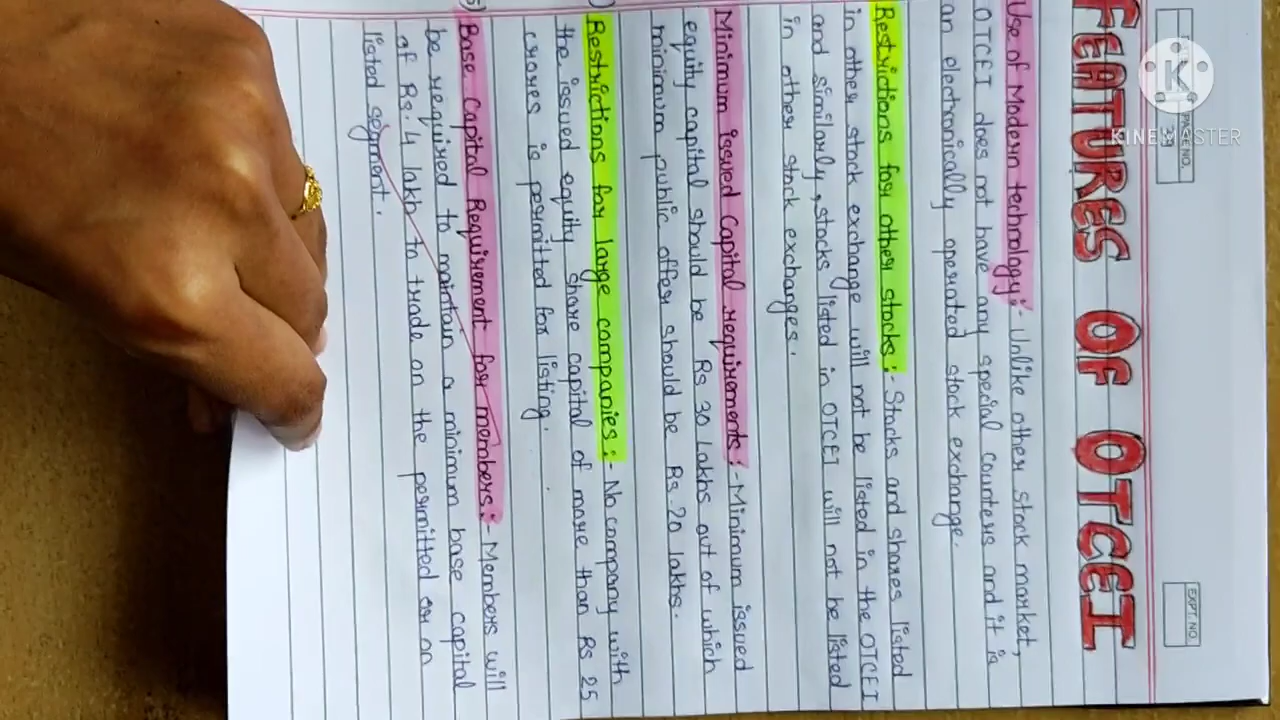 PAGE NO.
EXPT. NO.
FEATURES OF OTCEI
Use of Modern technology:- Unlike other stock market,
OTCEI does not have any special counters and it is
an electronically operated stock exchange.
Restrictions for other stocks:- Stocks and shares listed
in other stock exchange will not be listed in the OTCEI
and similarly, stocks listed in OTCEI will not be listed
in other stock exchanges.
Minimum issued Capital requirements:- Minimum issued
equity capital should be Rs 30 Lakhs out of which
minimum public offer should be Rs. 20 lakhs.
Restrictions for large companies:- No company with
the issued equity share capital of more than Rs 25
crores is permitted for listing.
5) Base Capital Requirement for members:- Members will
be required to maintain a minimum base capital
of Rs. 4 lakh to trade on the permitted or on
listed segment.
K
KINEMASTER